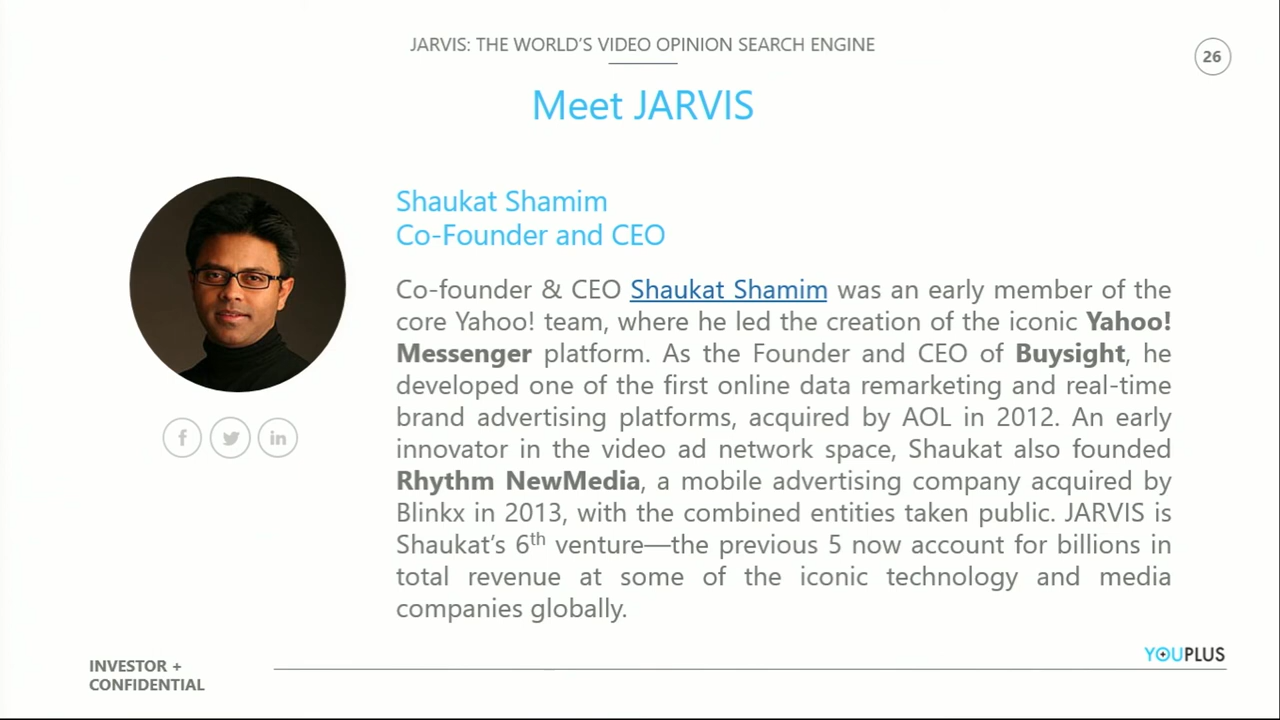 JARVIS: THE WORLD'S VIDEO OPINION SEARCH ENGINE
26
Meet JARVIS
Shaukat Shamim
Co-Founder and CEO
Co-founder & CEO Shaukat Shamim was an early member of the
core Yahoo! team, where he led the creation of the iconic Yahoo!
Messenger platform. As the Founder and CEO of Buysight, he
developed one of the first online data remarketing and real-time
brand advertising platforms, acquired by AOL in 2012. An early
innovator in the video ad network space, Shaukat also founded
Rhythm NewMedia, a mobile advertising company acquired by
Blinkx in 2013, with the combined entities taken public. JARVIS is
Shaukat's 6th venture—the previous 5 now account for billions in
total revenue at some of the iconic technology and media
companies globally.
f
in
INVESTOR +
CONFIDENTIAL
YOUPLUS